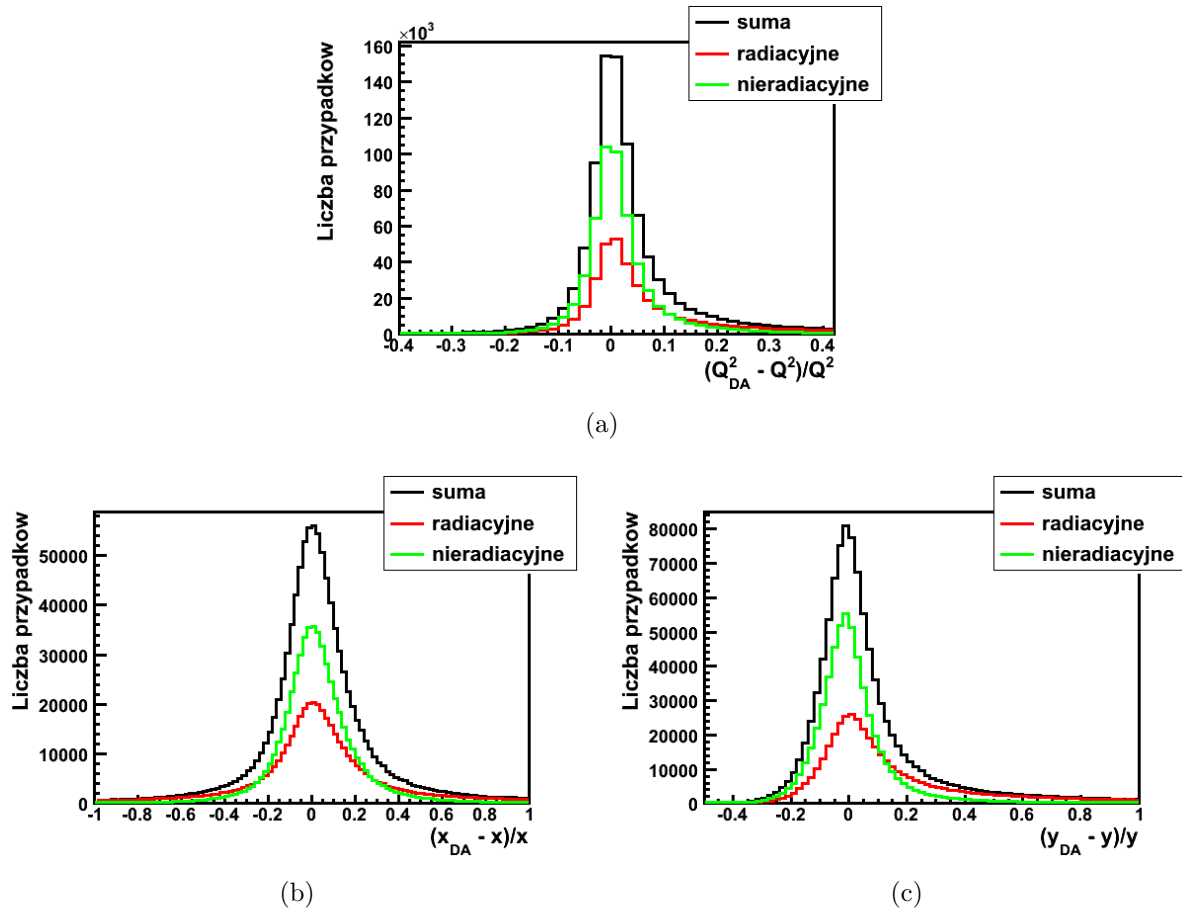 suma
radiacyjne
nieradiacyjne
×10³
Liczba przypadkow
160
140
120
100
80
60
40
20
0
-0.4 -0.3 -0.2 -0.1 0 0.1 0.2 0.3 0.4
(Q²_DA - Q²)/Q²
(a)
suma
radiacyjne
nieradiacyjne
Liczba przypadkow
50000
40000
30000
20000
10000
0
-1 -0.8 -0.6 -0.4 -0.2 0 0.2 0.4 0.6 0.8 1
(x_DA - x)/x
(b)
suma
radiacyjne
nieradiacyjne
Liczba przypadkow
80000
70000
60000
50000
40000
30000
20000
10000
0
-0.4 -0.2 0 0.2 0.4 0.6 0.8 1
(y_DA - y)/y
(c)